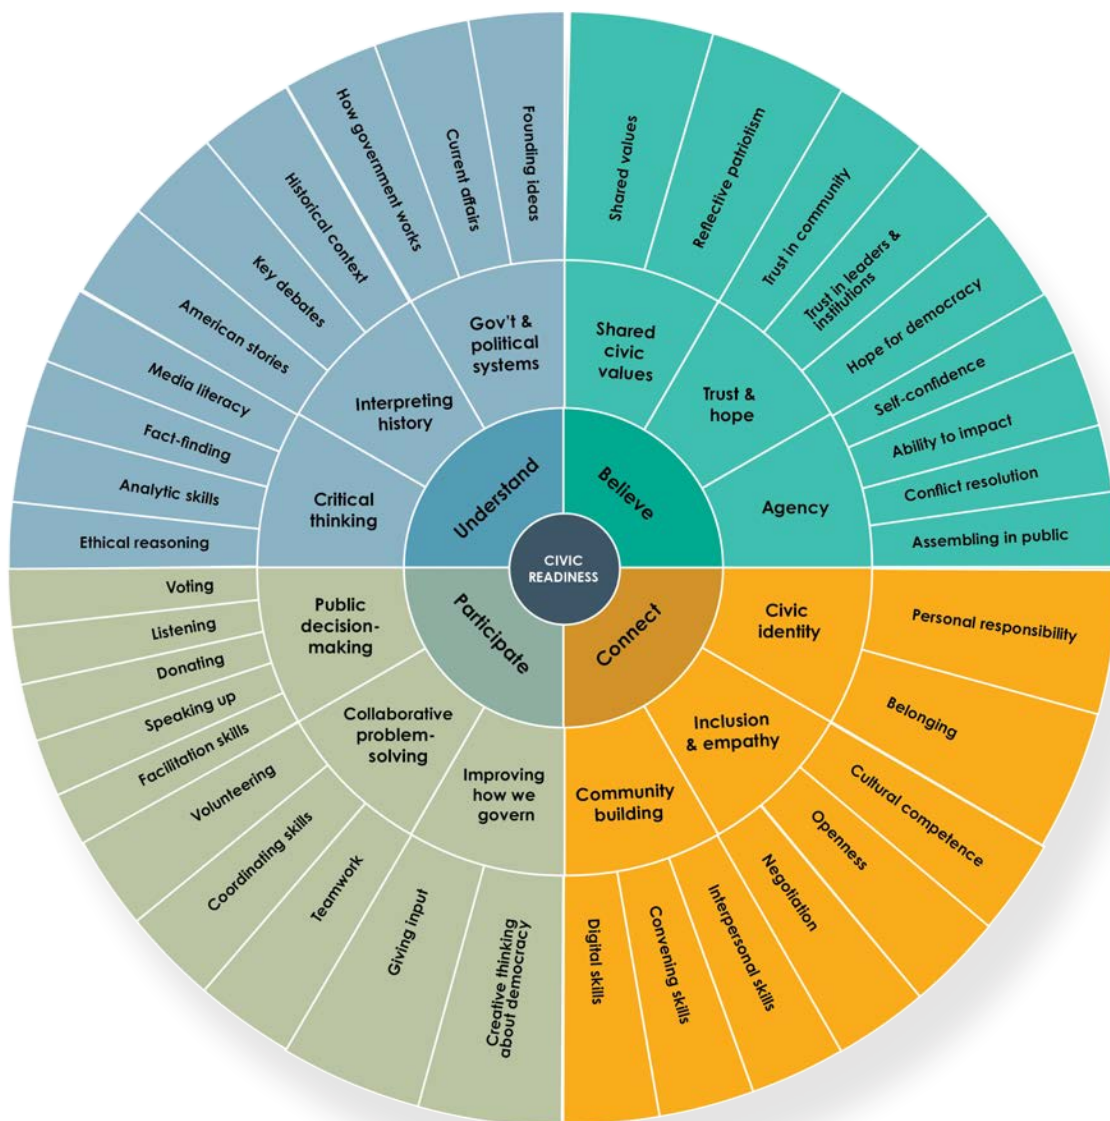 CIVIC
READINESS
Understand
Gov't &
political
systems
Founding ideas
Current affairs
How government works
Interpreting
history
Historical context
Key debates
American stories
Critical
thinking
Media literacy
Fact-finding
Analytic skills
Ethical reasoning
Believe
Shared
civic
values
Shared values
Reflective patriotism
Trust &
hope
Trust in community
Trust in leaders &
institutions
Hope for democracy
Agency
Self-confidence
Ability to impact
Conflict resolution
Assembling in public
Connect
Civic
identity
Personal responsibility
Belonging
Inclusion
& empathy
Cultural competence
Openness
Negotiation
Community
building
Interpersonal skills
Convening skills
Digital skills
Participate
Public
decision-
making
Voting
Listening
Donating
Speaking up
Facilitation skills
Collaborative
problem-
solving
Volunteering
Coordinating skills
Teamwork
Improving
how we
govern
Giving input
Creative thinking
about democracy